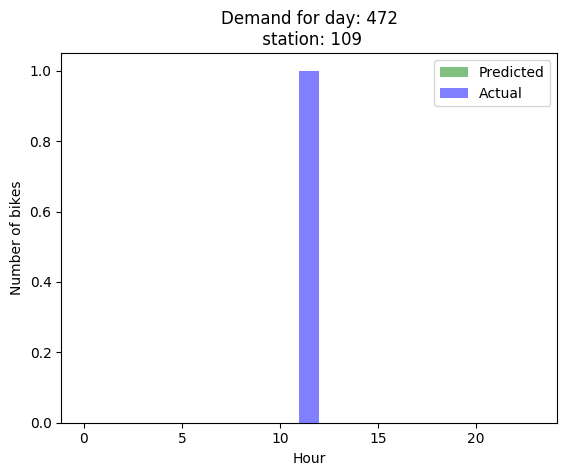 Demand for day: 472
station: 109
Predicted
Actual
1.0
0.8
0.6
0.4
0.2
0.0
Number of bikes
0 5 10 15 20
Hour